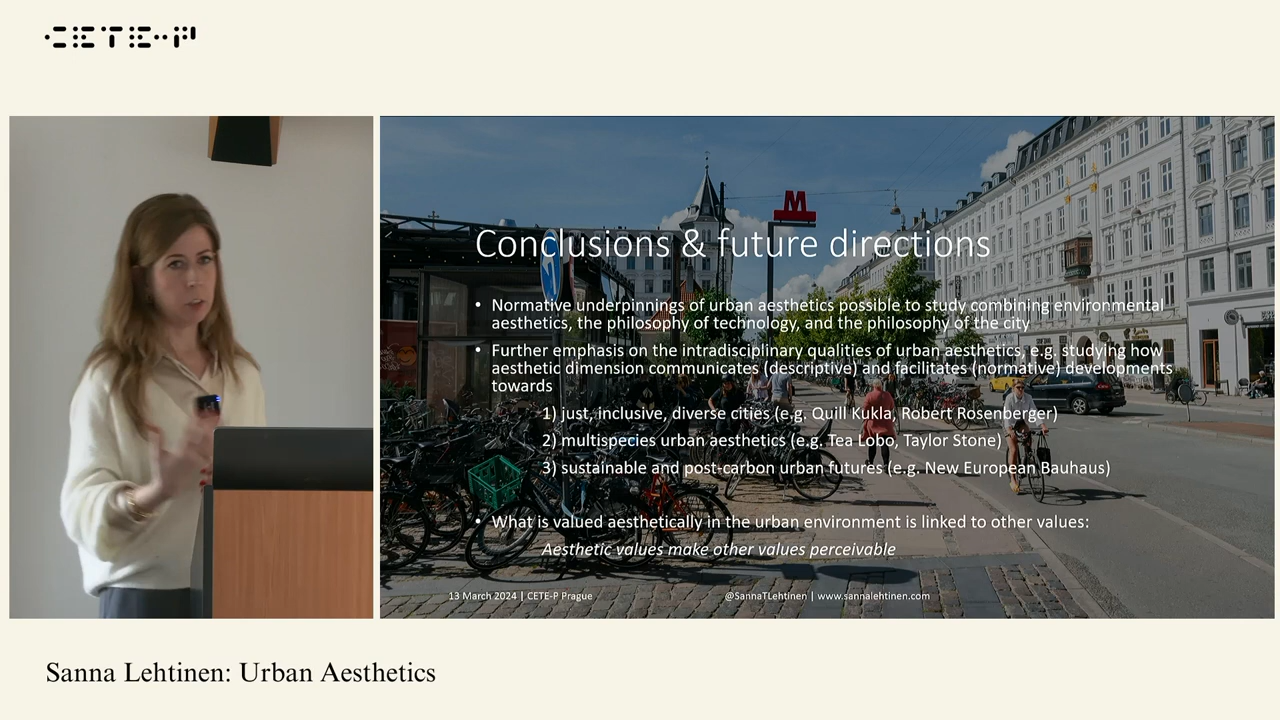 CETE-P
M
Conclusions & future directions
• Normative underpinnings of urban aesthetics possible to study combining environmental
aesthetics, the philosophy of technology, and the philosophy of the city
• Further emphasis on the intradisciplinary qualities of urban aesthetics, e.g. studying how
aesthetic dimension communicates (descriptive) and facilitates (normative) developments
towards
1) just, inclusive, diverse cities (e.g. Quill Kukla, Robert Rosenberger)
2) multispecies urban aesthetics (e.g. Tea Lobo, Taylor Stone)
3) sustainable and post-carbon urban futures (e.g. New European Bauhaus)
• What is valued aesthetically in the urban environment is linked to other values:
Aesthetic values make other values perceivable
13 March 2024 | CETE-P Prague
@SannaTLehtinen | www.sannalehtinen.com
Sanna Lehtinen: Urban Aesthetics